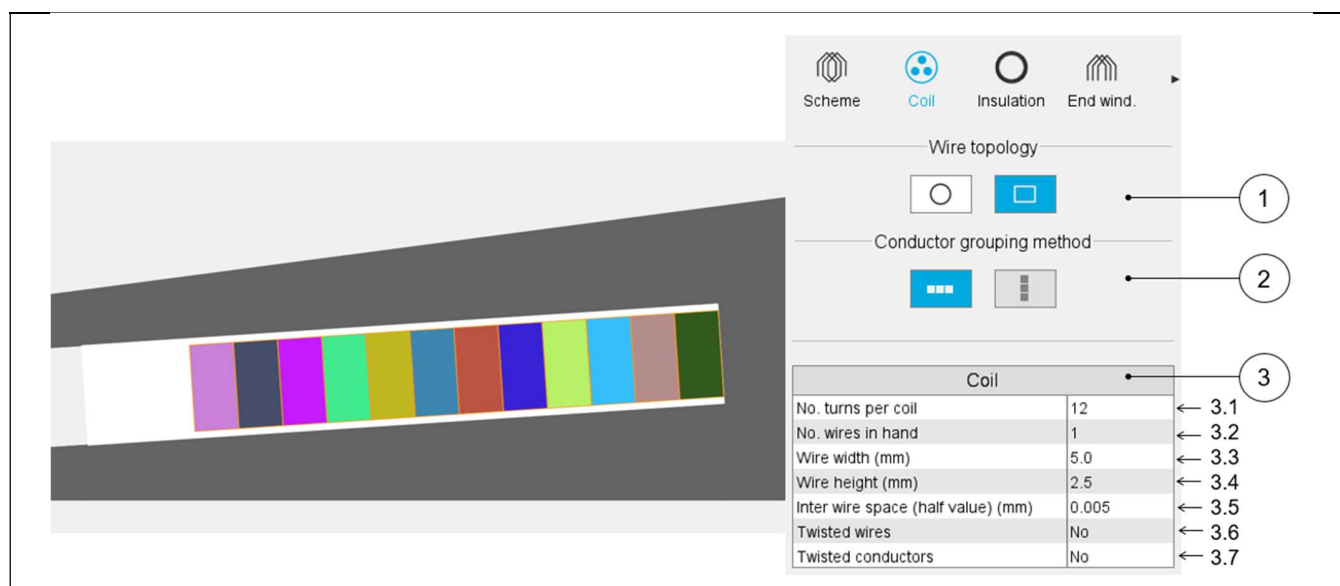 Scheme Coil Insulation End wind.
Wire topology
1
Conductor grouping method
2
Coil
3
No. turns per coil 12 3.1
No. wires in hand 1 3.2
Wire width (mm) 5.0 3.3
Wire height (mm) 2.5 3.4
Inter wire space (half value) (mm) 0.005 3.5
Twisted wires No 3.6
Twisted conductors No 3.7